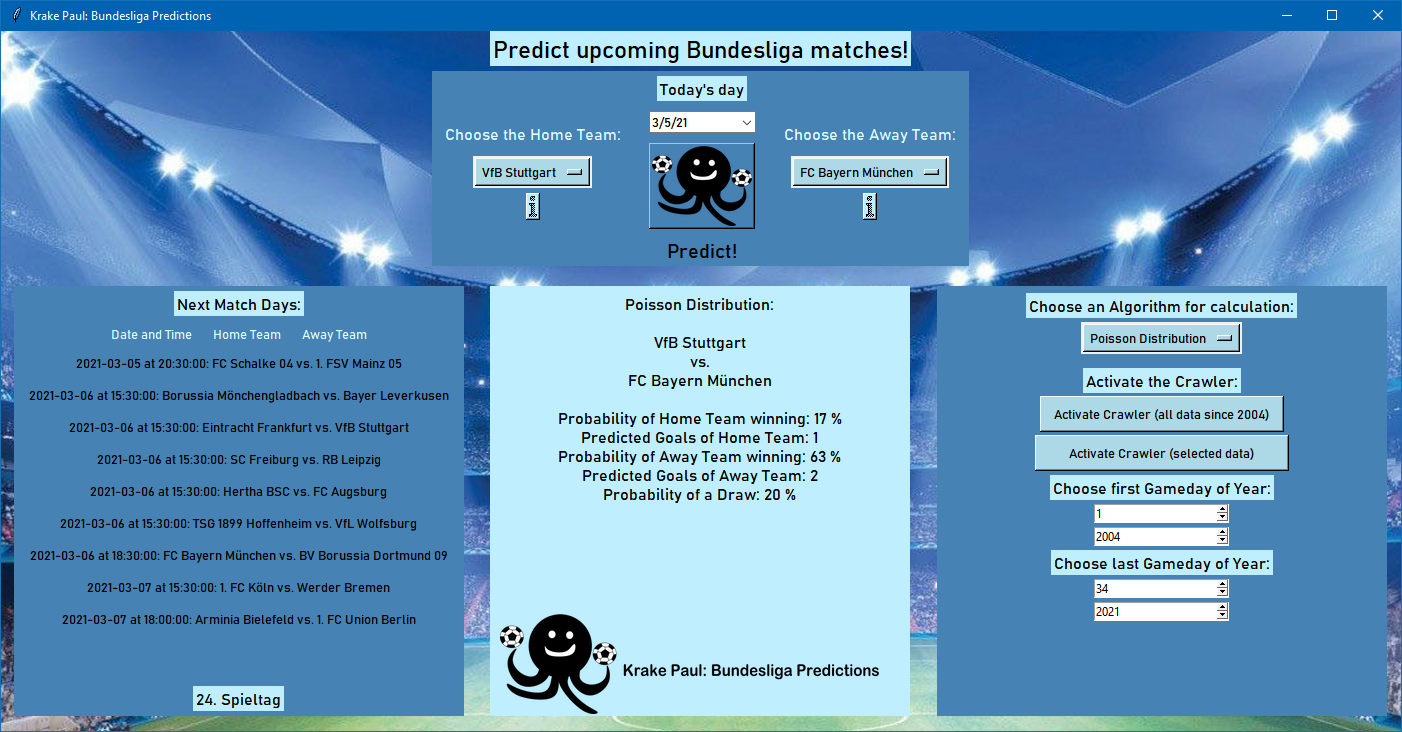 Krake Paul: Bundesliga Predictions
Predict upcoming Bundesliga matches!
Today's day
3/5/21
Choose the Home Team:
VfB Stuttgart
i
Choose the Away Team:
FC Bayern München
i
Predict!
Next Match Days:
Date and Time Home Team Away Team
2021-03-05 at 20:30:00: FC Schalke 04 vs. 1. FSV Mainz 05
2021-03-06 at 15:30:00: Borussia Mönchengladbach vs. Bayer Leverkusen
2021-03-06 at 15:30:00: Eintracht Frankfurt vs. VfB Stuttgart
2021-03-06 at 15:30:00: SC Freiburg vs. RB Leipzig
2021-03-06 at 15:30:00: Hertha BSC vs. FC Augsburg
2021-03-06 at 15:30:00: TSG 1899 Hoffenheim vs. VfL Wolfsburg
2021-03-06 at 18:30:00: FC Bayern München vs. BV Borussia Dortmund 09
2021-03-07 at 15:30:00: 1. FC Köln vs. Werder Bremen
2021-03-07 at 18:00:00: Arminia Bielefeld vs. 1. FC Union Berlin
24. Spieltag
Poisson Distribution:
VfB Stuttgart
vs.
FC Bayern München
Probability of Home Team winning: 17 %
Predicted Goals of Home Team: 1
Probability of Away Team winning: 63 %
Predicted Goals of Away Team: 2
Probability of a Draw: 20 %
Krake Paul: Bundesliga Predictions
Choose an Algorithm for calculation:
Poisson Distribution
Activate the Crawler:
Activate Crawler (all data since 2004)
Activate Crawler (selected data)
Choose first Gameday of Year:
1
2004
Choose last Gameday of Year:
34
2021